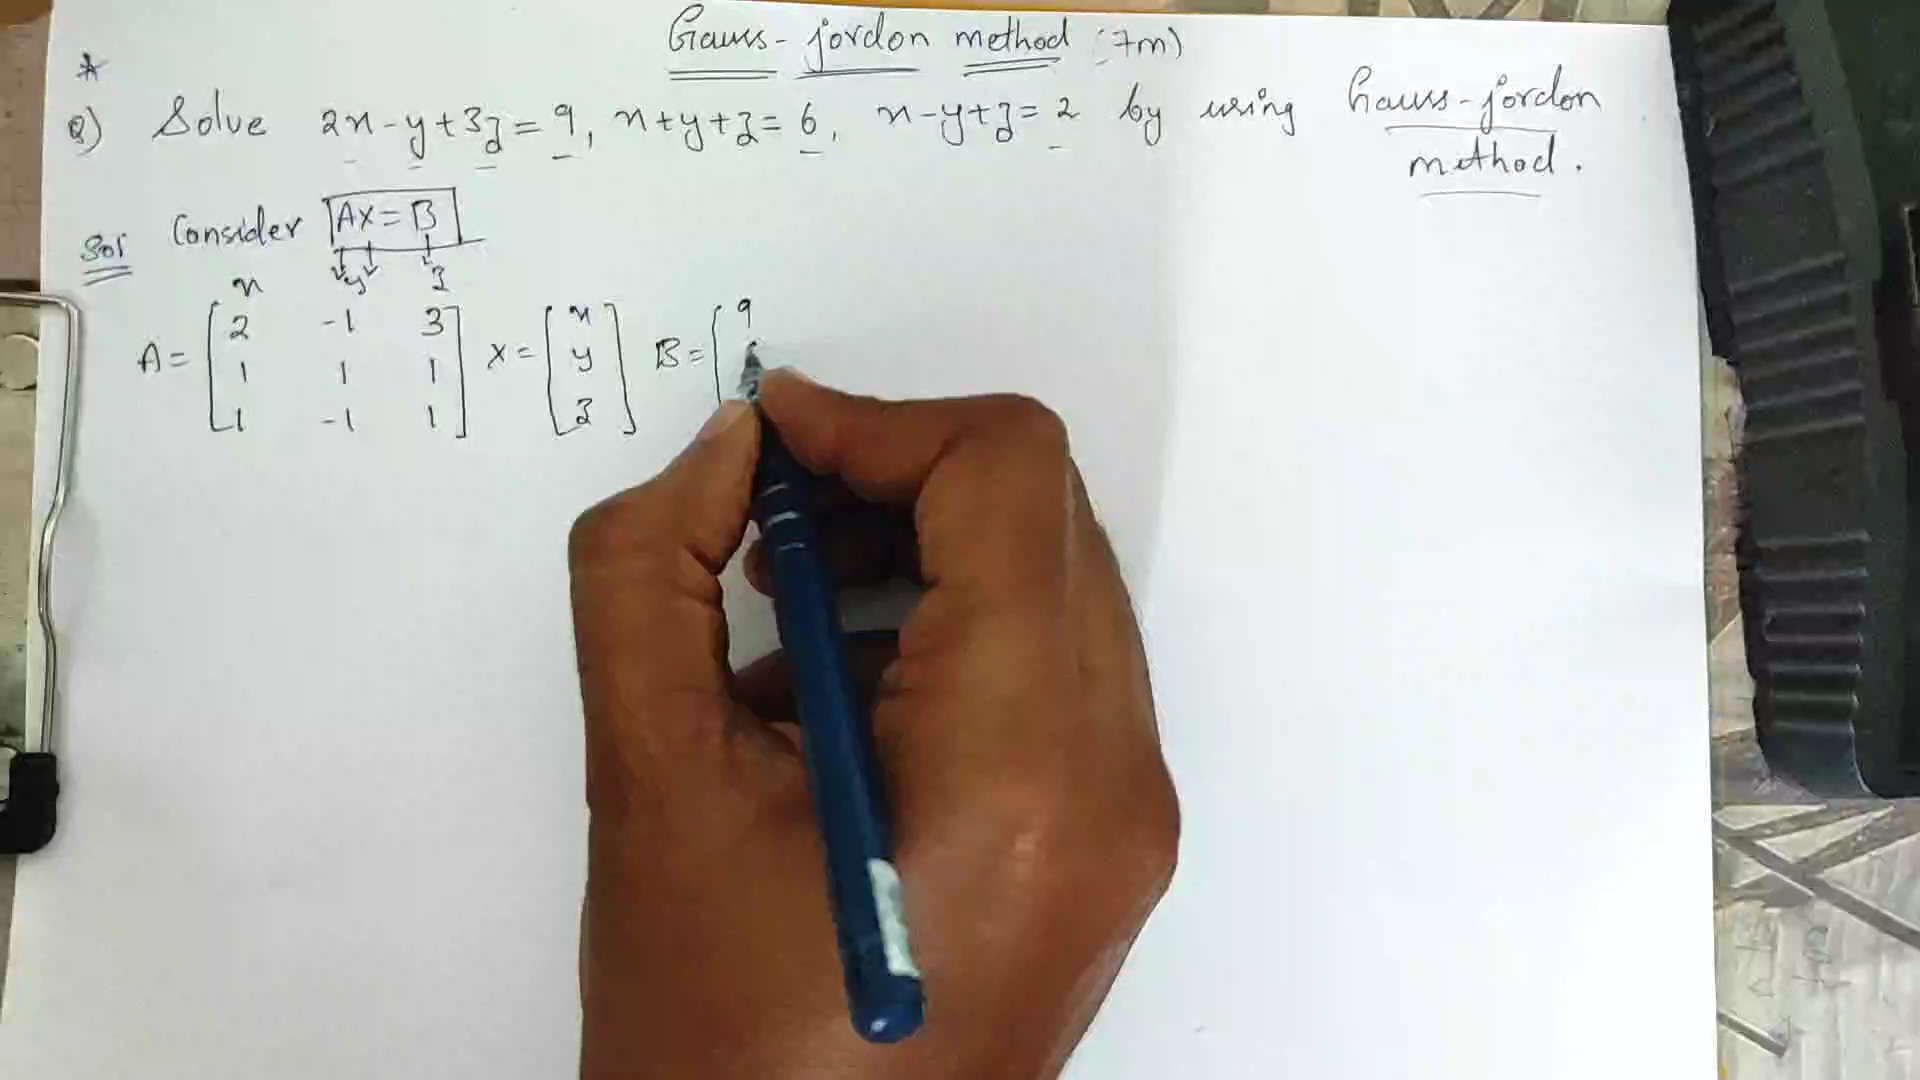 Gauss-jordon method (7m)
*
Q) Solve 2x-y+3z=9, x+y+z=6, x-y+z=2 by using Gauss-jordon
method.
Sol Consider AX=B
x y z
A = [ 2 -1 3
1 1 1
1 -1 1 ] X = [ x
y
z ] B = [ 9